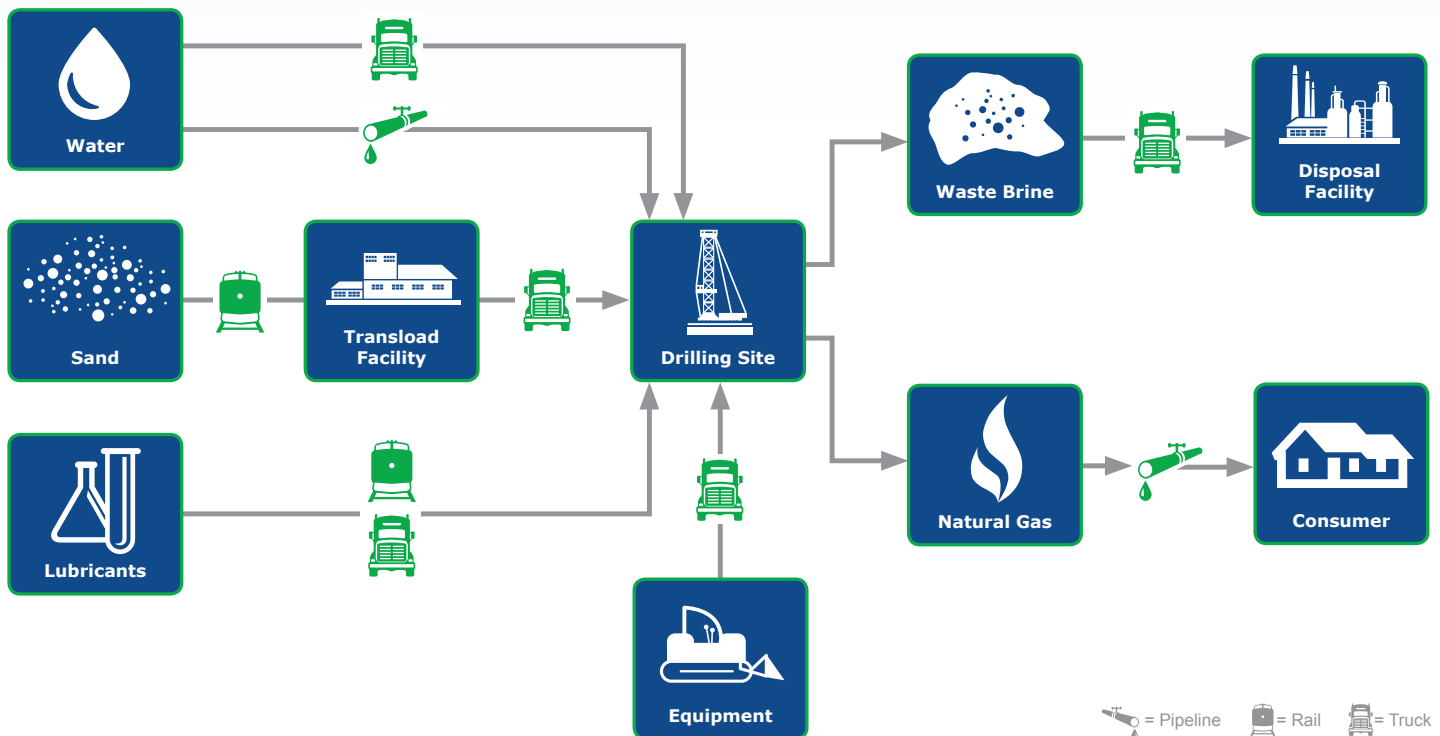 Water
Sand
Transload
Facility
Lubricants
Drilling Site
Equipment
Waste Brine
Disposal
Facility
Natural Gas
Consumer
= Pipeline
= Rail
= Truck